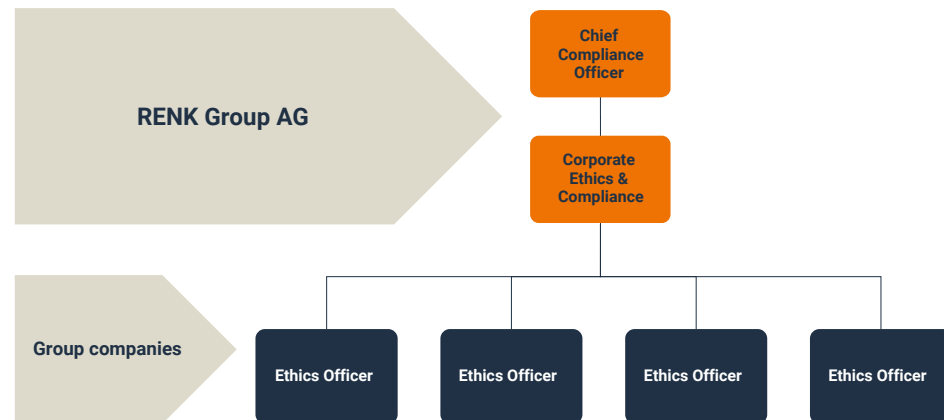 Chief
Compliance
Officer
RENK Group AG
Corporate
Ethics &
Compliance
Group companies
Ethics Officer
Ethics Officer
Ethics Officer
Ethics Officer